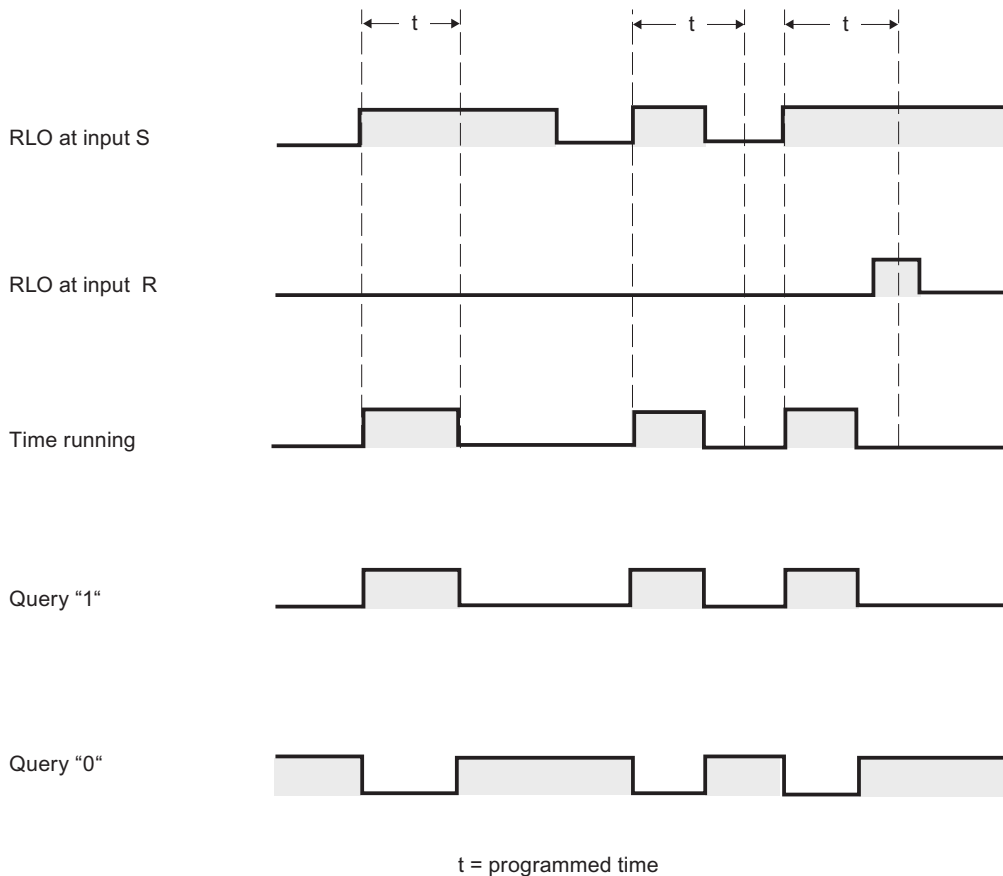 t t t
RLO at input S
RLO at input R
Time running
Query “1“
Query “0“
t = programmed time